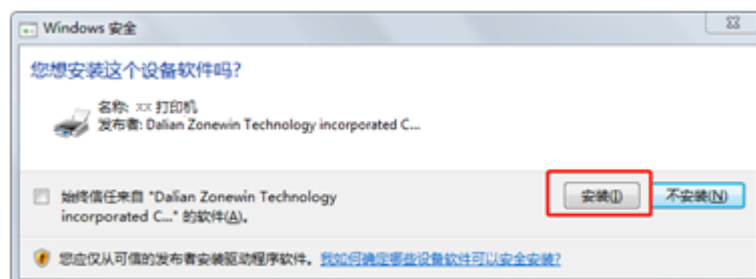 Windows 安全
您想安装这个设备软件吗?
名称: xx 打印机
发布者: Dalian Zonewin Technology incorporated C...
始终信任来自 "Dalian Zonewin Technology
incorporated C..." 的软件(A)。
安装(I)
不安装(N)
您应仅从可信的发布者安装驱动程序软件。我如何确定哪些设备软件可以安全安装?